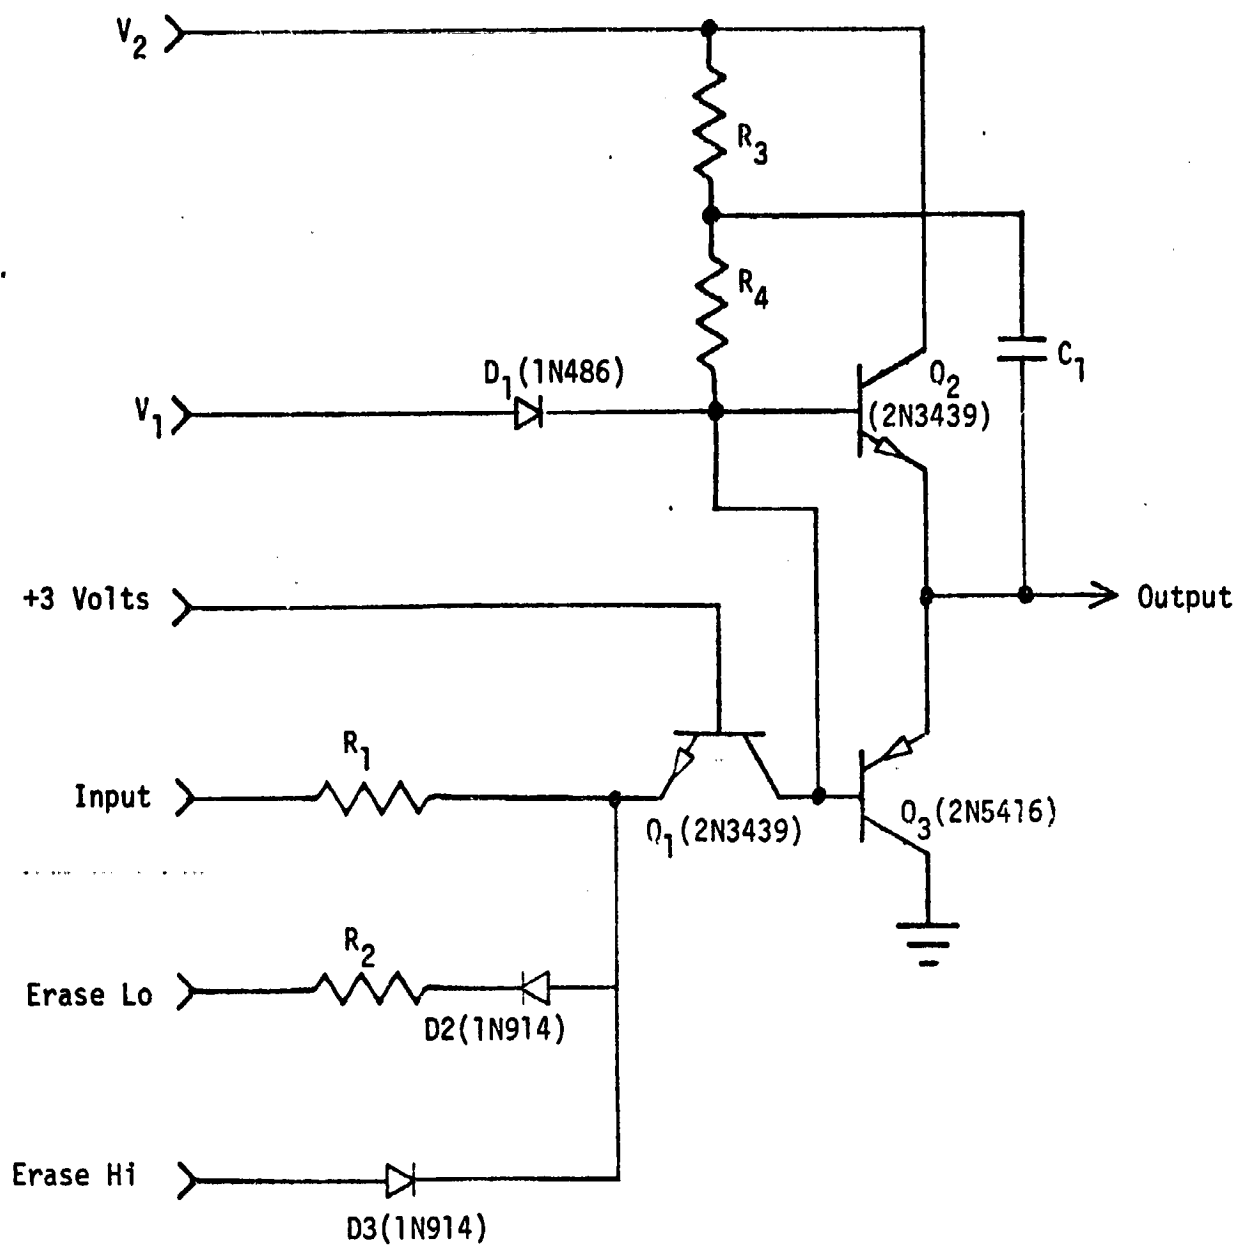 V2
R3
R4
D1(1N486)
Q2
C1
V1
(2N3439)
+3 Volts
Output
R1
Input
Q1(2N3439)
Q3(2N5416)
R2
Erase Lo
D2(1N914)
Erase Hi
D3(1N914)